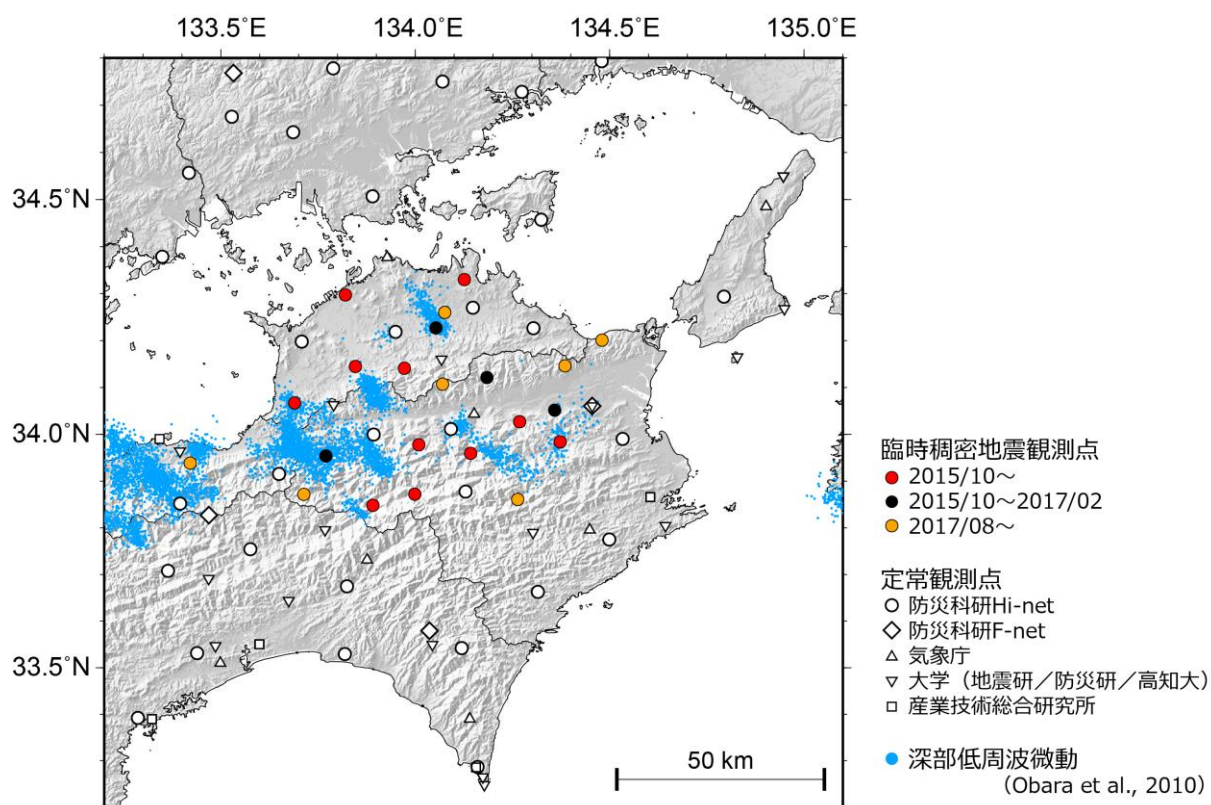 133.5°E 134.0°E 134.5°E 135.0°E
34.5°N
34.0°N
33.5°N
50 km
臨時稠密地震観測点
2015/10～
2015/10～2017/02
2017/08～
定常観測点
防災科研Hi-net
防災科研F-net
気象庁
大学（地震研／防災研／高知大）
産業技術総合研究所
深部低周波微動
（Obara et al., 2010）